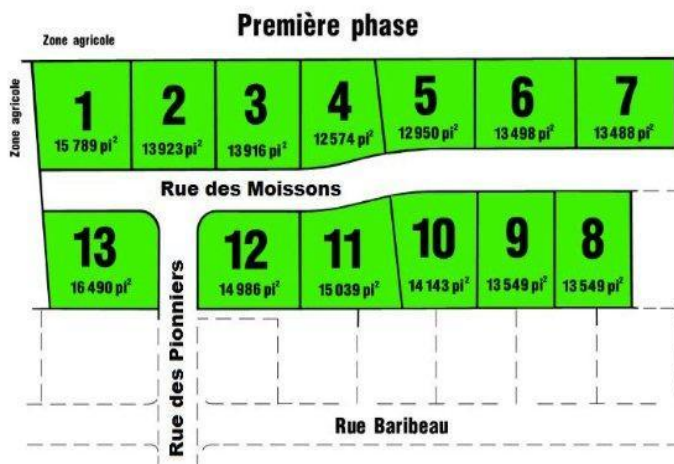 Première phase
Zone agricole
Zone agricole
1
15 789 pi²
2
13 923 pi²
3
13 916 pi²
4
12 574 pi²
5
12 950 pi²
6
13 498 pi²
7
13 488 pi²
Rue des Moissons
13
16 490 pi²
12
14 986 pi²
11
15 039 pi²
10
14 143 pi²
9
13 549 pi²
8
13 549 pi²
Rue des Pionniers
Rue Baribeau